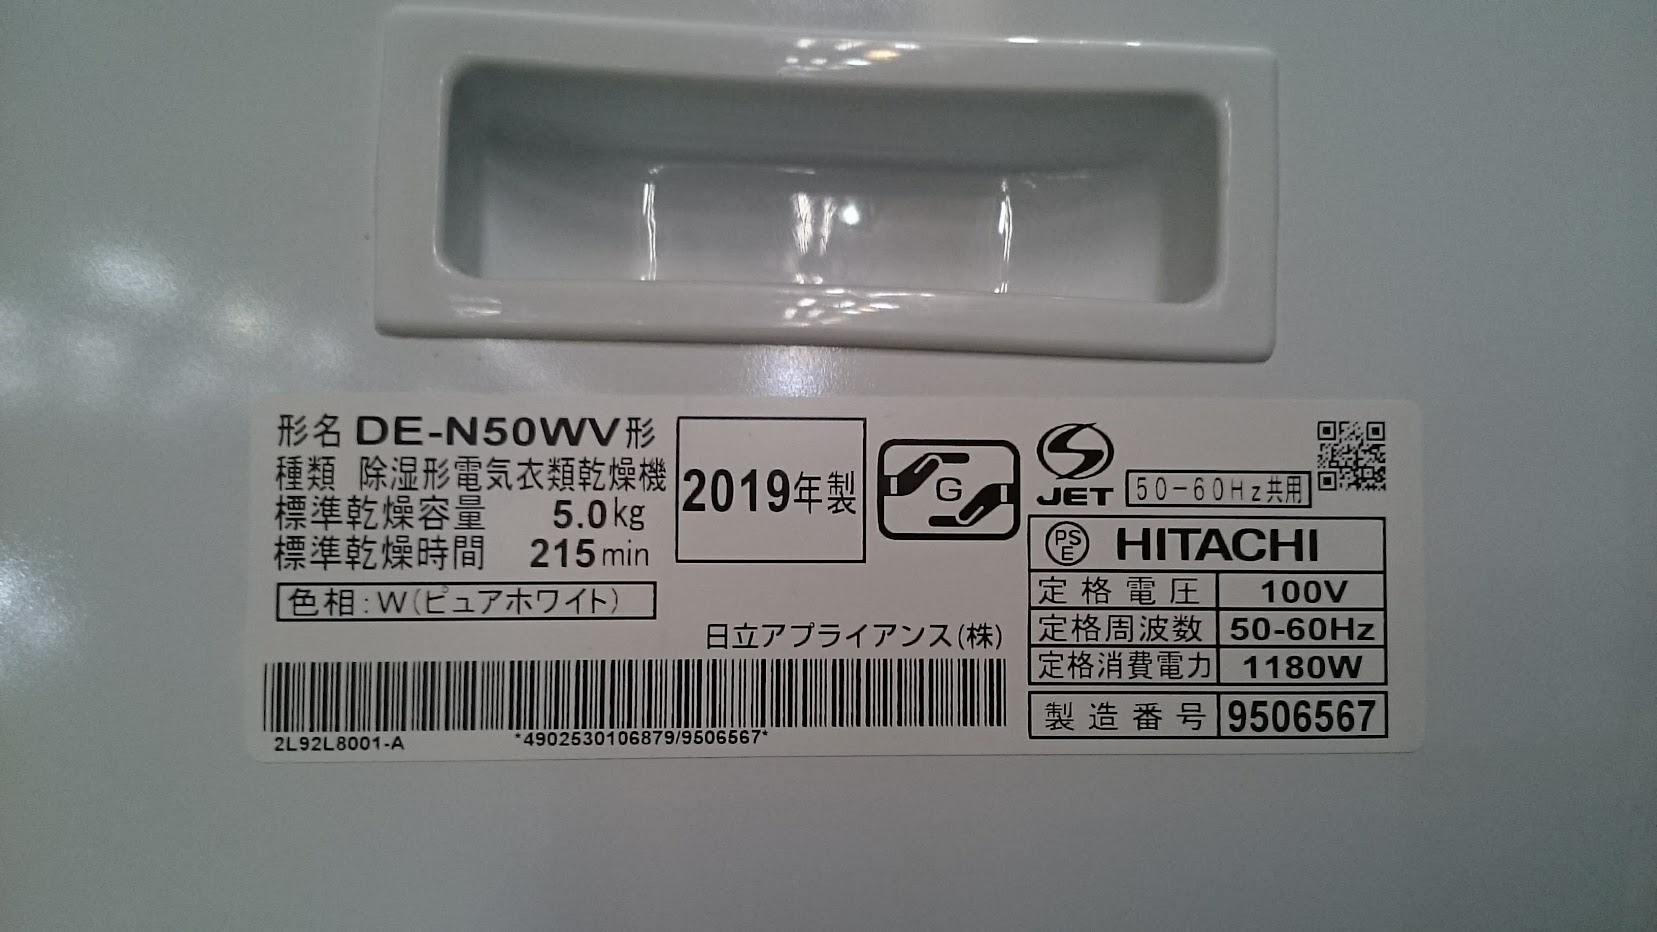 形名 DE-N50WV形
種類 除湿形電気衣類乾燥機
標準乾燥容量 5.0kg
標準乾燥時間 215min
色相:W(ピュアホワイト)
2019年製
G
JET
50-60Hz共用
PS
E
HITACHI
定格電圧 100V
定格周波数 50-60Hz
定格消費電力 1180W
製造番号 9506567
日立アプライアンス(株)
2L92L8001-A
*4902530106879/9506567*